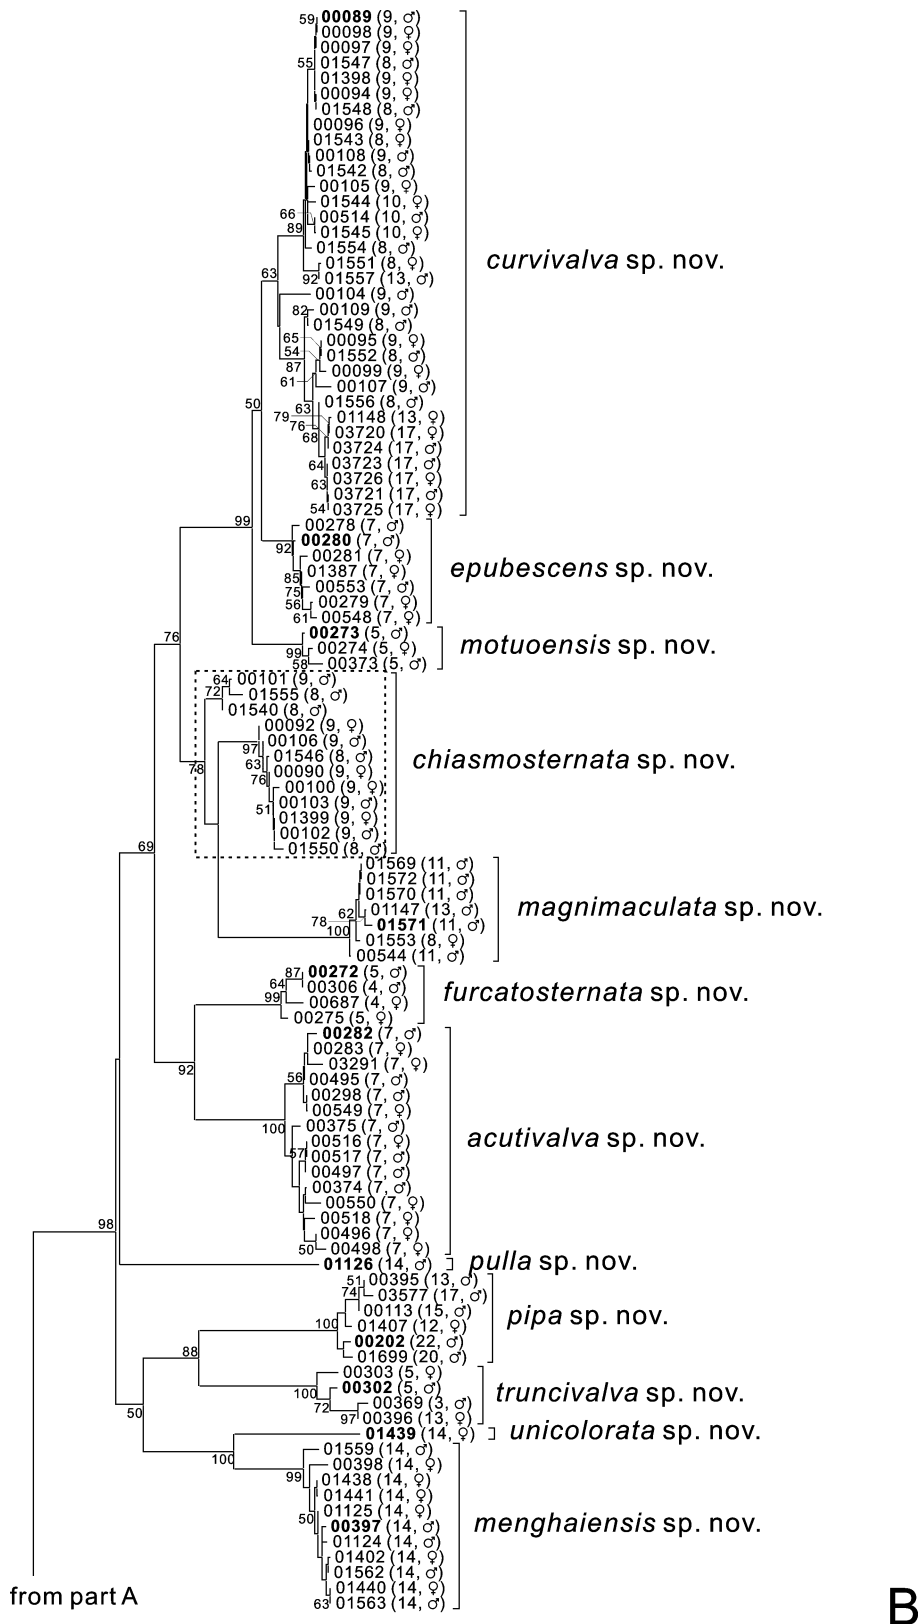 59 00089 (9, ♂)
00098 (9, ♀)
00097 (9, ♀)
55 01547 (8, ♂)
01398 (9, ♀)
00094 (9, ♀)
01548 (8, ♂)
00096 (9, ♀)
01543 (8, ♀)
00108 (9, ♂)
01542 (8, ♂)
00105 (9, ♀)
01544 (10, ♀)
66 00514 (10, ♂)
89 01545 (10, ♀)
01554 (8, ♂)
curvivalva sp. nov.
01551 (8, ♀)
63 92 01557 (13, ♂)
00104 (9, ♂)
82 00109 (9, ♂)
01549 (8, ♂)
65 00095 (9, ♀)
54 01552 (8, ♂)
87 00099 (9, ♀)
61 00107 (9, ♂)
50 63 01556 (8, ♂)
79 01148 (13, ♀)
76 03720 (17, ♀)
68 03724 (17, ♂)
64 03723 (17, ♂)
63 03726 (17, ♀)
03721 (17, ♂)
54 03725 (17, ♀)
99 00278 (7, ♂)
92 00280 (7, ♂)
00281 (7, ♀)
epubescens sp. nov.
85 01387 (7, ♀)
75 00553 (7, ♂)
56 00279 (7, ♀)
61 00548 (7, ♀)
76 00273 (5, ♂)
99 00274 (5, ♀)
motuoensis sp. nov.
58 00373 (5, ♂)
64 00101 (9, ♂)
72 01555 (8, ♂)
01540 (8, ♂)
00092 (9, ♀)
97 00106 (9, ♂)
63 01546 (8, ♂)
chiasmosternata sp. nov.
78 76 00090 (9, ♀)
00100 (9, ♀)
51 00103 (9, ♂)
01399 (9, ♀)
00102 (9, ♂)
69 01550 (8, ♂)
01569 (11, ♂)
01572 (11, ♂)
01570 (11, ♂)
62 01147 (13, ♂)
magnimaculata sp. nov.
78 01571 (11, ♂)
100 01553 (8, ♀)
00544 (11, ♂)
87 00272 (5, ♂)
64 00306 (4, ♂)
furcatosternata sp. nov.
99 00687 (4, ♀)
00275 (5, ♀)
00282 (7, ♂)
00283 (7, ♀)
92 03291 (7, ♀)
56 00495 (7, ♂)
00298 (7, ♂)
00549 (7, ♀)
100 00375 (7, ♂)
00516 (7, ♀)
acutivalva sp. nov.
57 00517 (7, ♂)
00497 (7, ♂)
00374 (7, ♂)
00550 (7, ♀)
98 00518 (7, ♀)
00496 (7, ♀)
50 00498 (7, ♀)
01126 (14, ♂)
pulla sp. nov.
51 00395 (13, ♂)
74 03577 (17, ♂)
00113 (15, ♂)
pipa sp. nov.
100 01407 (12, ♀)
00202 (22, ♂)
88 01699 (20, ♂)
00303 (5, ♀)
100 00302 (5, ♂)
truncivalva sp. nov.
72 00369 (3, ♂)
50 97 00396 (13, ♀)
01439 (14, ♀)
unicolorata sp. nov.
100 01559 (14, ♂)
00398 (14, ♀)
99 01438 (14, ♀)
01441 (14, ♀)
50 01125 (14, ♀)
00397 (14, ♂)
menghaiensis sp. nov.
01124 (14, ♂)
01402 (14, ♀)
01562 (14, ♂)
01440 (14, ♀)
63 01563 (14, ♂)
from part A
B